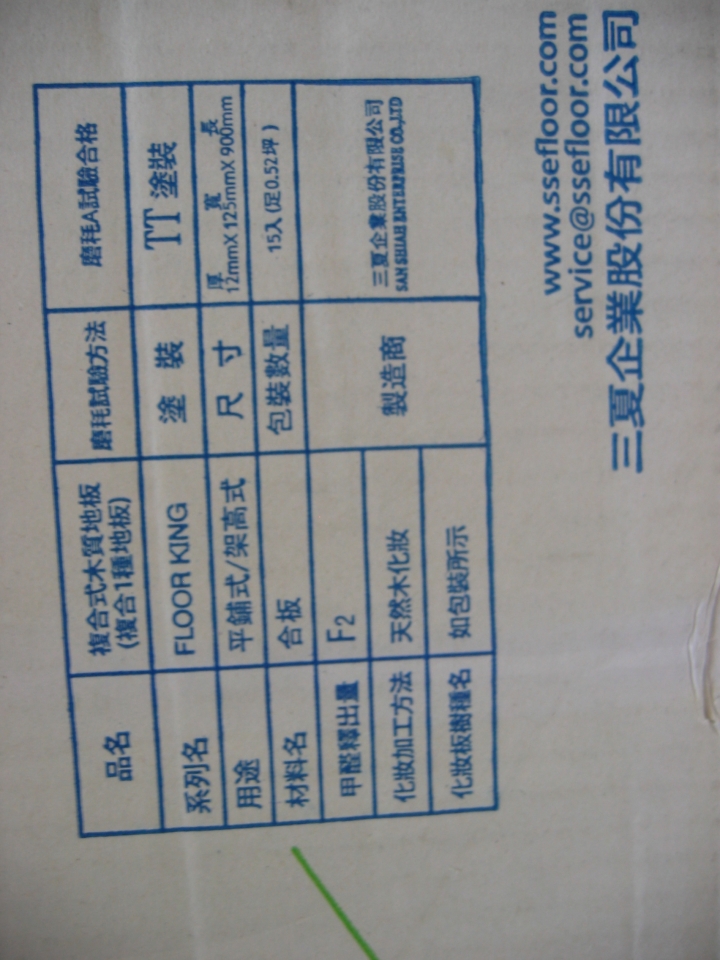 品名 複合式木質地板 磨耗試驗方法 磨耗A試驗合格
(複合1種地板)
系列名 FLOOR KING 塗裝 TT 塗裝
用途 平鋪式/架高式 尺寸 厚 寬 長
12mmX 125mmX 900mm
材料名 合板 包裝數量 15入 (足0.52坪)
甲醛釋出量 F2 製造商 三夏企業股份有限公司
SAN SHIAH ENTERPRISE CO.,LTD
化妝加工方法 天然木化妝
化妝板樹種名 如包裝所示
www.ssefloor.com
service@ssefloor.com
三夏企業股份有限公司